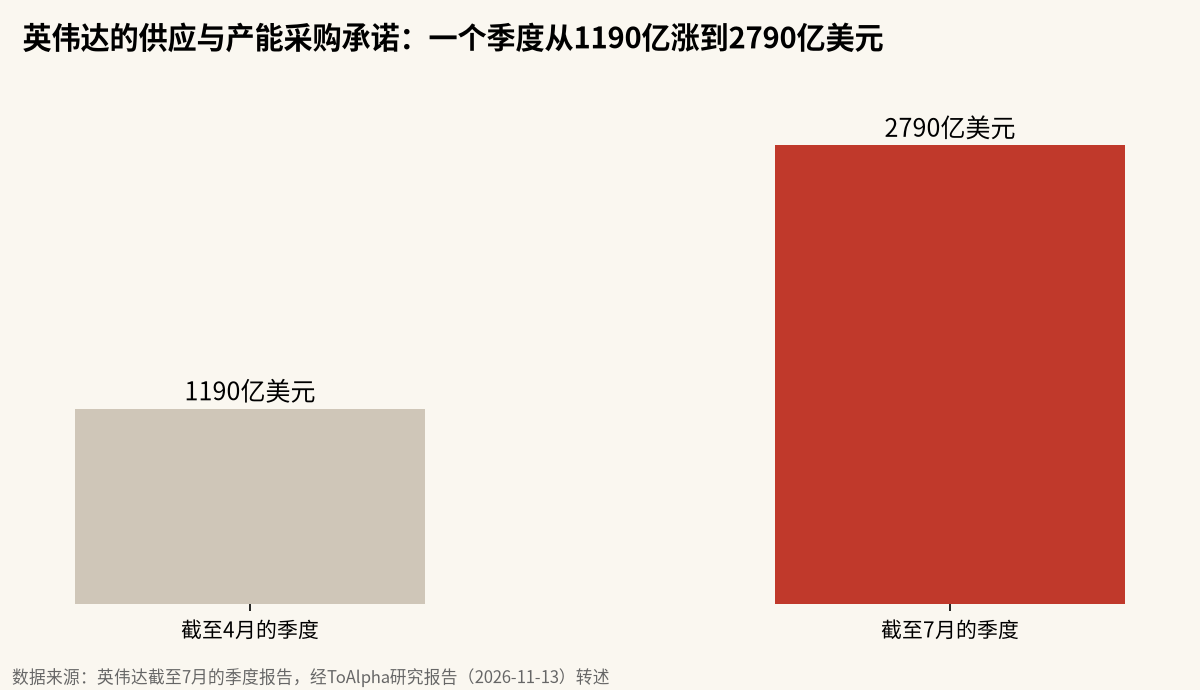 英伟达的供应与产能采购承诺：一个季度从1190亿涨到2790亿美元
2790亿美元
1190亿美元
截至4月的季度
截至7月的季度
数据来源：英伟达截至7月的季度报告，经ToAlpha研究报告（2026-11-13）转述